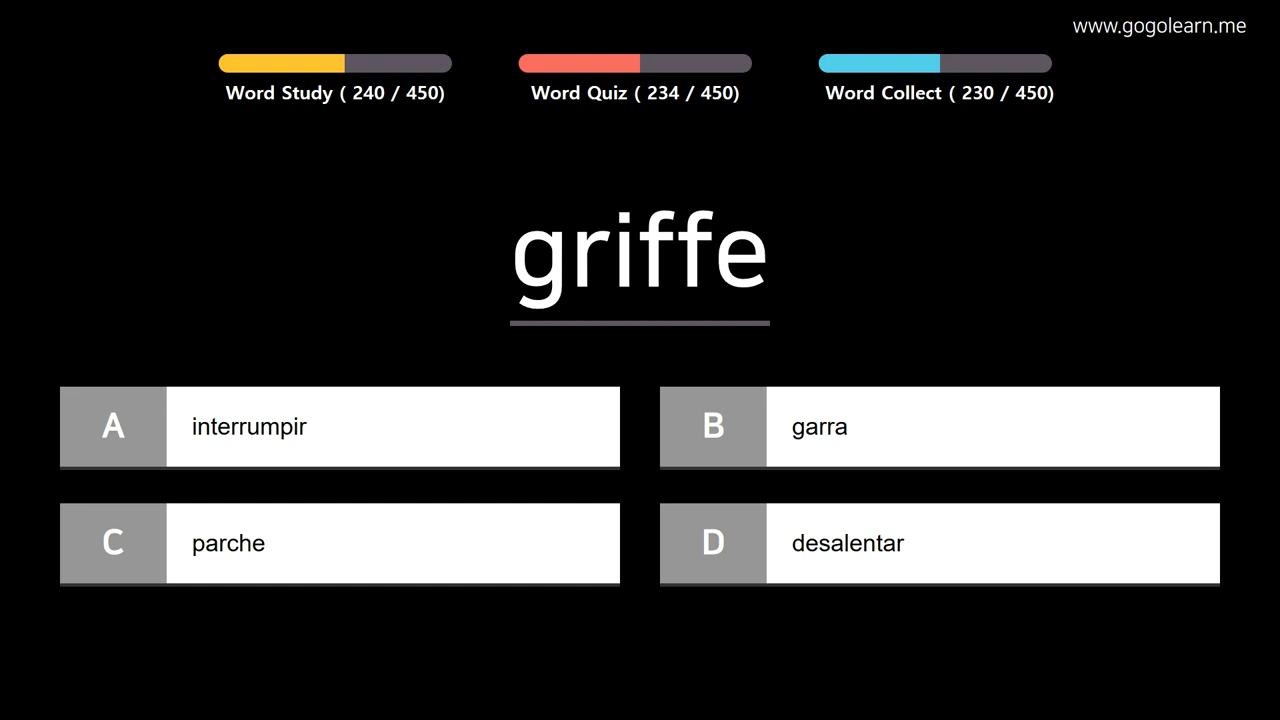 www.gogolearn.me
Word Study ( 240 / 450)
Word Quiz ( 234 / 450)
Word Collect ( 230 / 450)
griffe
A interrumpir
B garra
C parche
D desalentar